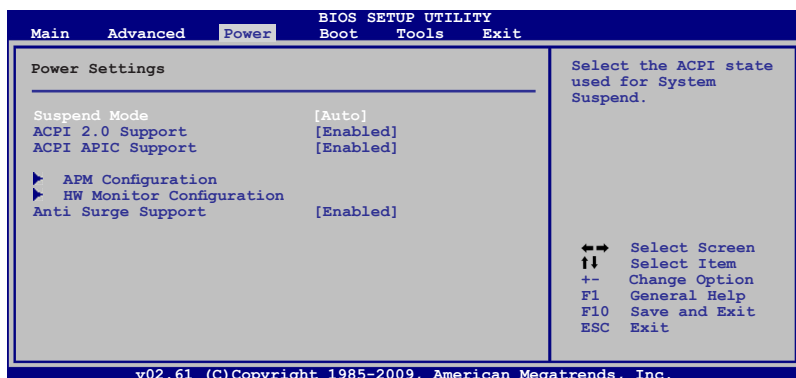 BIOS SETUP UTILITY
Main Advanced Power Boot Tools Exit
Power Settings
Suspend Mode [Auto]
ACPI 2.0 Support [Enabled]
ACPI APIC Support [Enabled]
APM Configuration
HW Monitor Configuration
Anti Surge Support [Enabled]
Select the ACPI state
used for System
Suspend.
←→ Select Screen
↑↓ Select Item
+- Change Option
F1 General Help
F10 Save and Exit
ESC Exit
v02.61 (C)Copyright 1985-2009, American Megatrends, Inc.